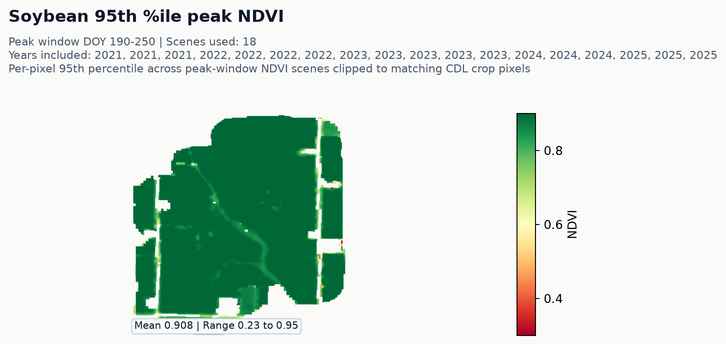 Soybean 95th %ile peak NDVI
Peak window DOY 190-250 | Scenes used: 18
Years included: 2021, 2021, 2021, 2022, 2022, 2022, 2022, 2023, 2023, 2023, 2023, 2023, 2024, 2024, 2024, 2025, 2025, 2025
Per-pixel 95th percentile across peak-window NDVI scenes clipped to matching CDL crop pixels
0.8
0.6
0.4
NDVI
Mean 0.908 | Range 0.23 to 0.95